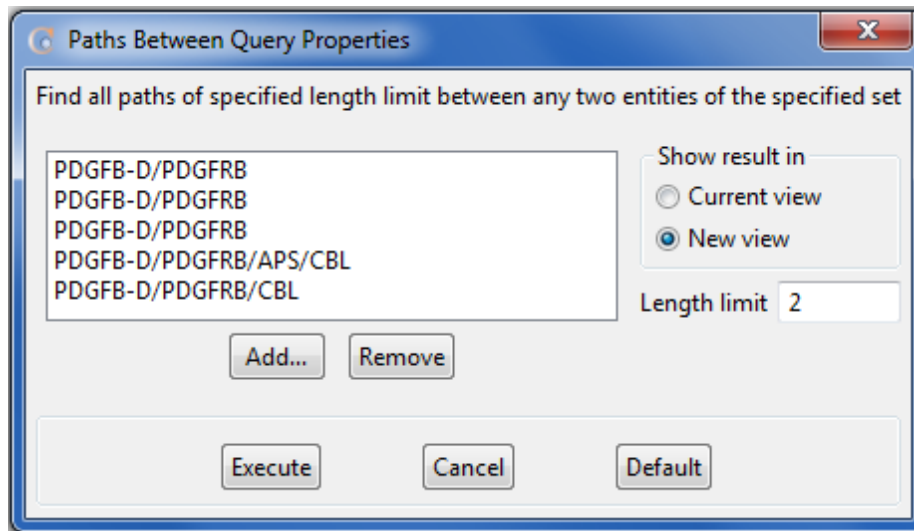 Paths Between Query Properties
Find all paths of specified length limit between any two entities of the specified set
PDGFB-D/PDGFRB
PDGFB-D/PDGFRB
PDGFB-D/PDGFRB
PDGFB-D/PDGFRB/APS/CBL
PDGFB-D/PDGFRB/CBL
Show result in
Current view
New view
Length limit 2
Add... Remove
Execute Cancel Default